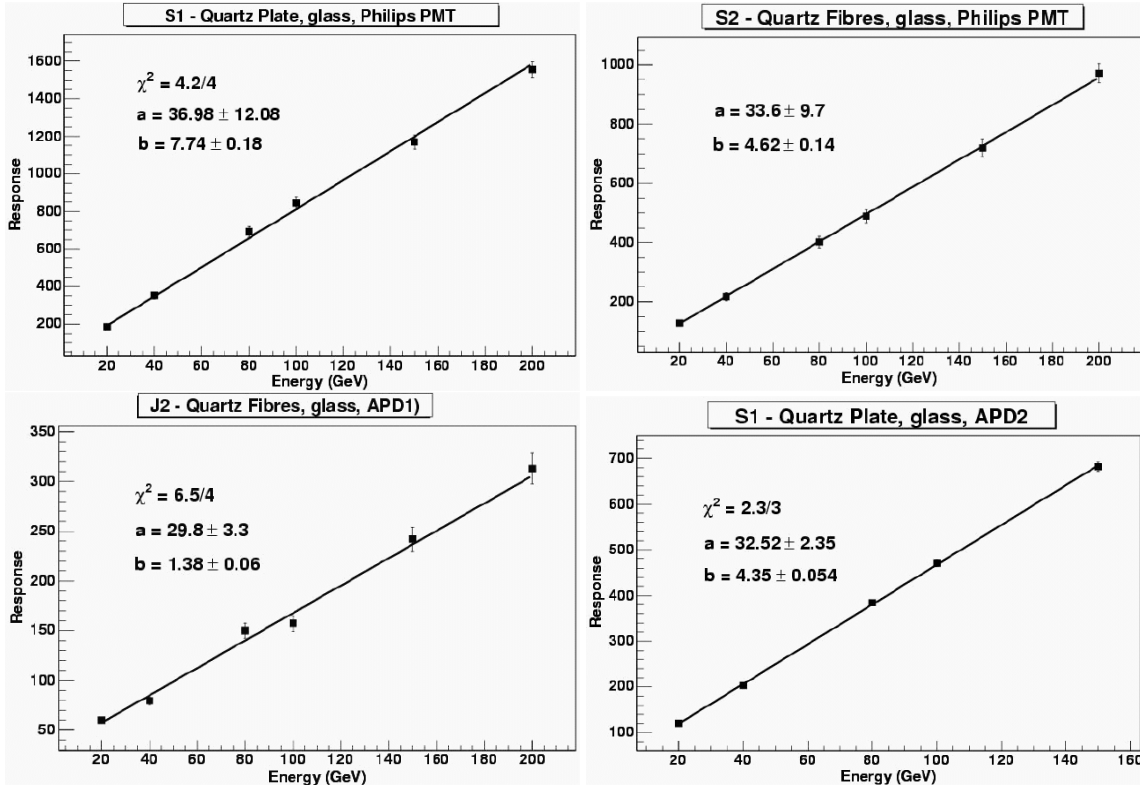 S1 - Quartz Plate, glass, Philips PMT
1600
1400
1200
1000
800
600
400
200
Response
χ² = 4.2/4
a = 36.98 ± 12.08
b = 7.74 ± 0.18
20 40 60 80 100 120 140 160 180 200
Energy (GeV)
S2 - Quartz Fibres, glass, Philips PMT
1000
800
600
400
200
Response
a = 33.6 ± 9.7
b = 4.62 ± 0.14
20 40 60 80 100 120 140 160 180 200
Energy (GeV)
J2 - Quartz Fibres, glass, APD1)
350
300
250
200
150
100
50
Response
χ² = 6.5/4
a = 29.8 ± 3.3
b = 1.38 ± 0.06
20 40 60 80 100 120 140 160 180 200
Energy (GeV)
S1 - Quartz Plate, glass, APD2
700
600
500
400
300
200
100
Response
χ² = 2.3/3
a = 32.52 ± 2.35
b = 4.35 ± 0.054
20 40 60 80 100 120 140 160
Energy (GeV)